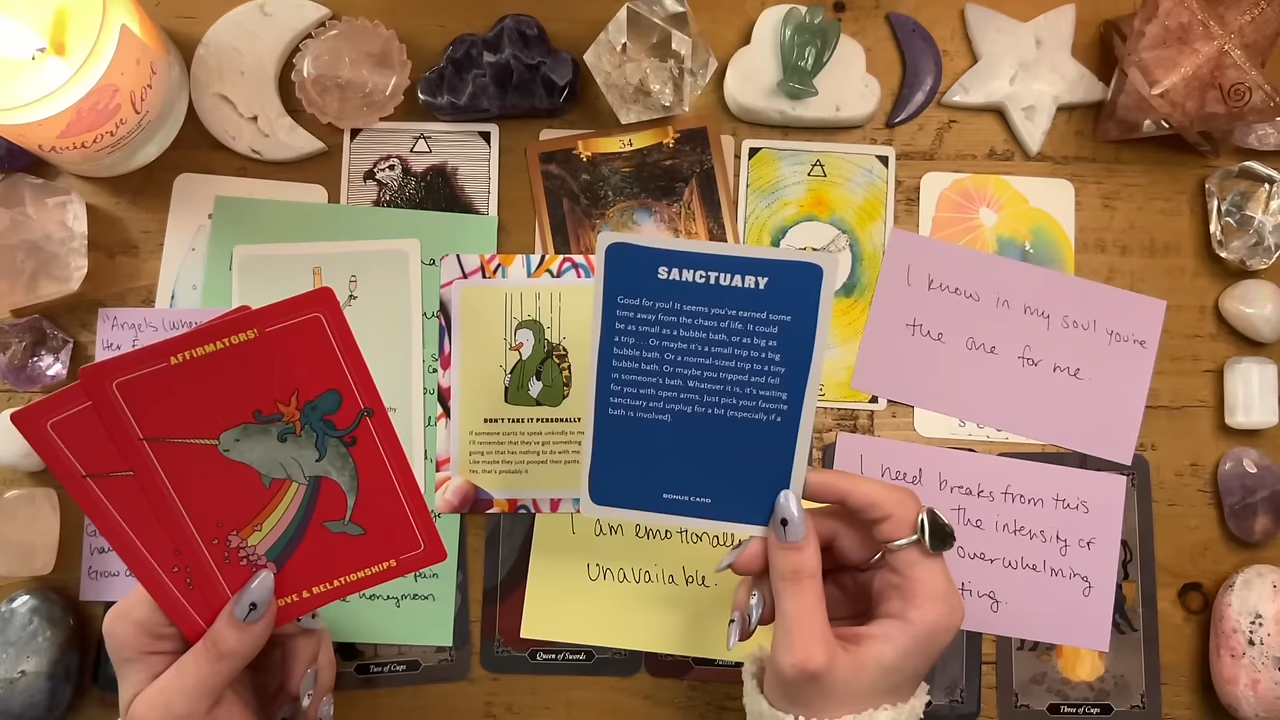 Unicorn love
34
"Angels (wher
AFFIRMATORS!
LOVE & RELATIONSHIPS
DON'T TAKE IT PERSONALLY
If someone starts to speak unkindly to me
I'll remember that they've got something
going on that has nothing to do with me.
Like maybe they just pooped their pants.
Yes, that's probably it
SANCTUARY
Good for you! It seems you've earned some
time away from the chaos of life. It could
be as small as a bubble bath, or as big as
a trip . . . Or maybe it's a small trip to a big
bubble bath. Or a normal-sized trip to a tiny
bubble bath. Or maybe you tripped and fell
in someone's bath. Whatever it is, it's waiting
for you with open arms. Just pick your favorite
sanctuary and unplug for a bit (especially if a
bath is involved).
BONUS CARD
I know in my soul you're
the one for me.
I need breaks from this
the intensity of
overwhelming
I am emotionally
unavailable.
pain
honeymoon
Two of Cups
Queen of Swords
Justice
Three of Cups